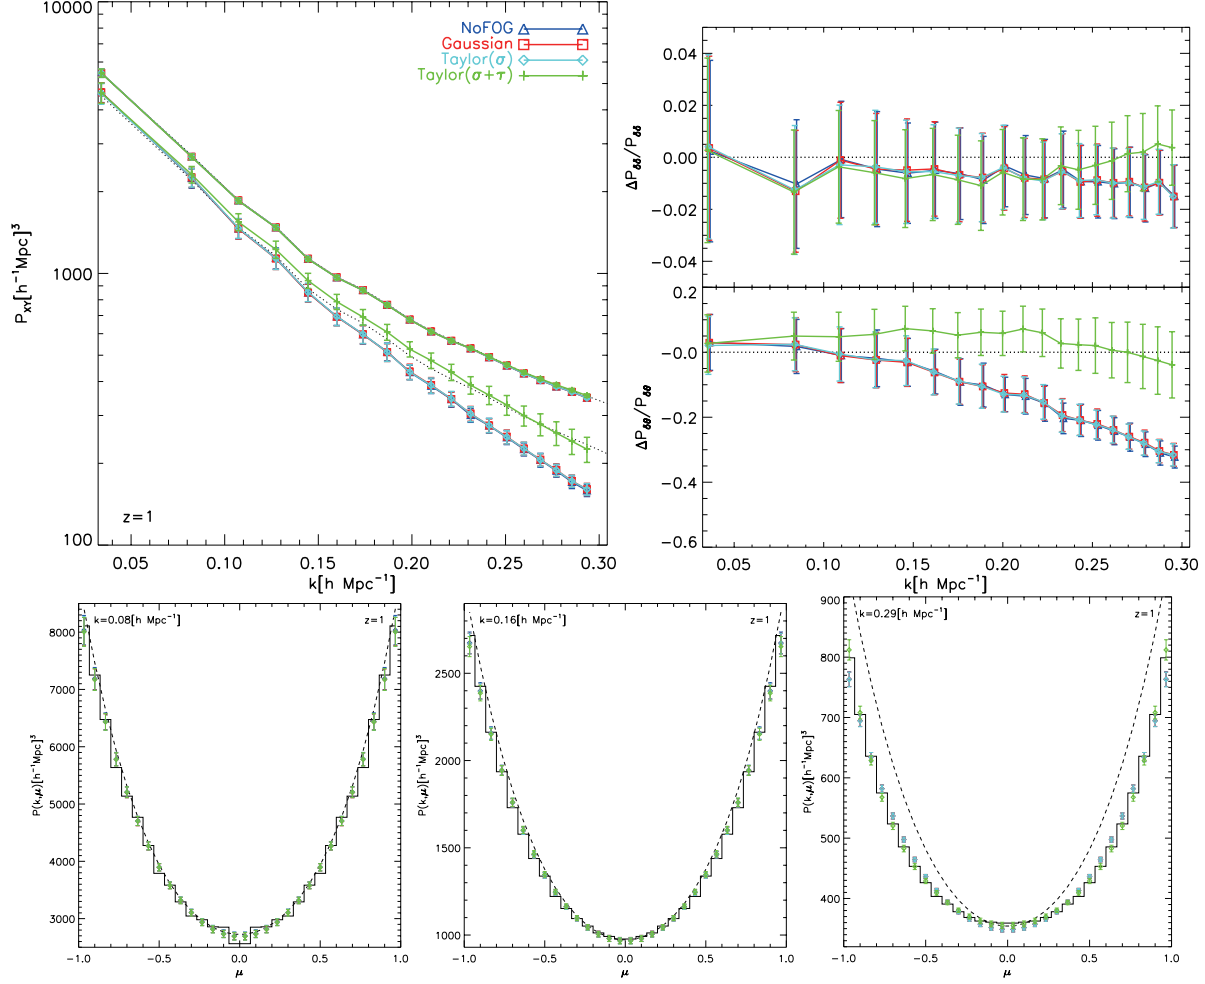 10000
1000
100
P_XY[h⁻¹Mpc]³
NoFOG
Gaussian
Taylor(σ)
Taylor(σ+τ)
z=1
0.05 0.10 0.15 0.20 0.25 0.30
k[h Mpc⁻¹]
0.04
0.02
0.00
−0.02
−0.04
ΔP_δδ/P_δδ
0.2
−0.0
−0.2
−0.4
−0.6
ΔP_δθ/P_δθ
0.05 0.10 0.15 0.20 0.25 0.30
k[h Mpc⁻¹]
k=0.08[h Mpc⁻¹] z=1
8000
7000
6000
5000
4000
3000
P(k,μ)[h⁻¹Mpc]³
−1.0 −0.5 0.0 0.5 1.0
μ
k=0.16[h Mpc⁻¹] z=1
2500
2000
1500
1000
P(k,μ)[h⁻¹Mpc]³
−1.0 −0.5 0.0 0.5 1.0
μ
k=0.29[h Mpc⁻¹] z=1
900
800
700
600
500
400
P(k,μ)[h⁻¹Mpc]³
−1.0 −0.5 0.0 0.5 1.0
μ